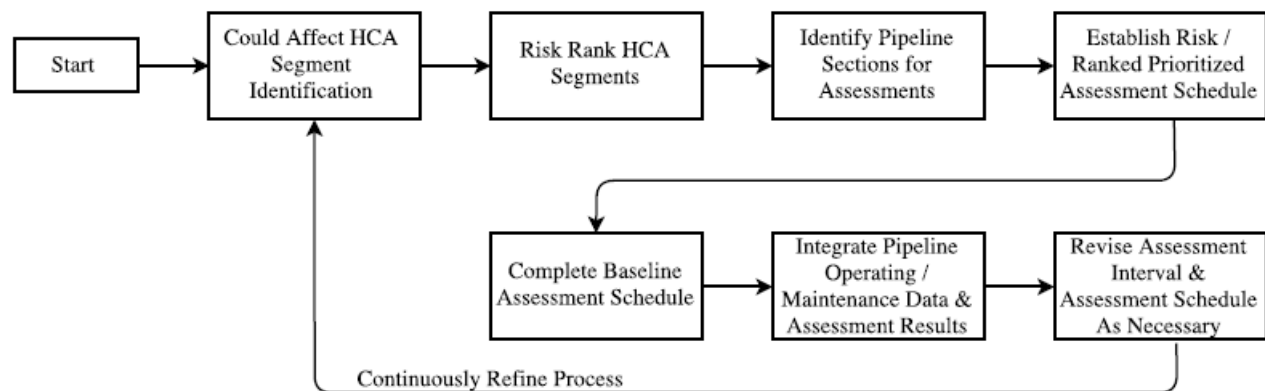 Start
Could Affect HCA
Segment
Identification
Risk Rank HCA
Segments
Identify Pipeline
Sections for
Assessments
Establish Risk /
Ranked Prioritized
Assessment Schedule
Complete Baseline
Assessment Schedule
Integrate Pipeline
Operating /
Maintenance Data &
Assessment Results
Revise Assessment
Interval &
Assessment Schedule
As Necessary
Continuously Refine Process